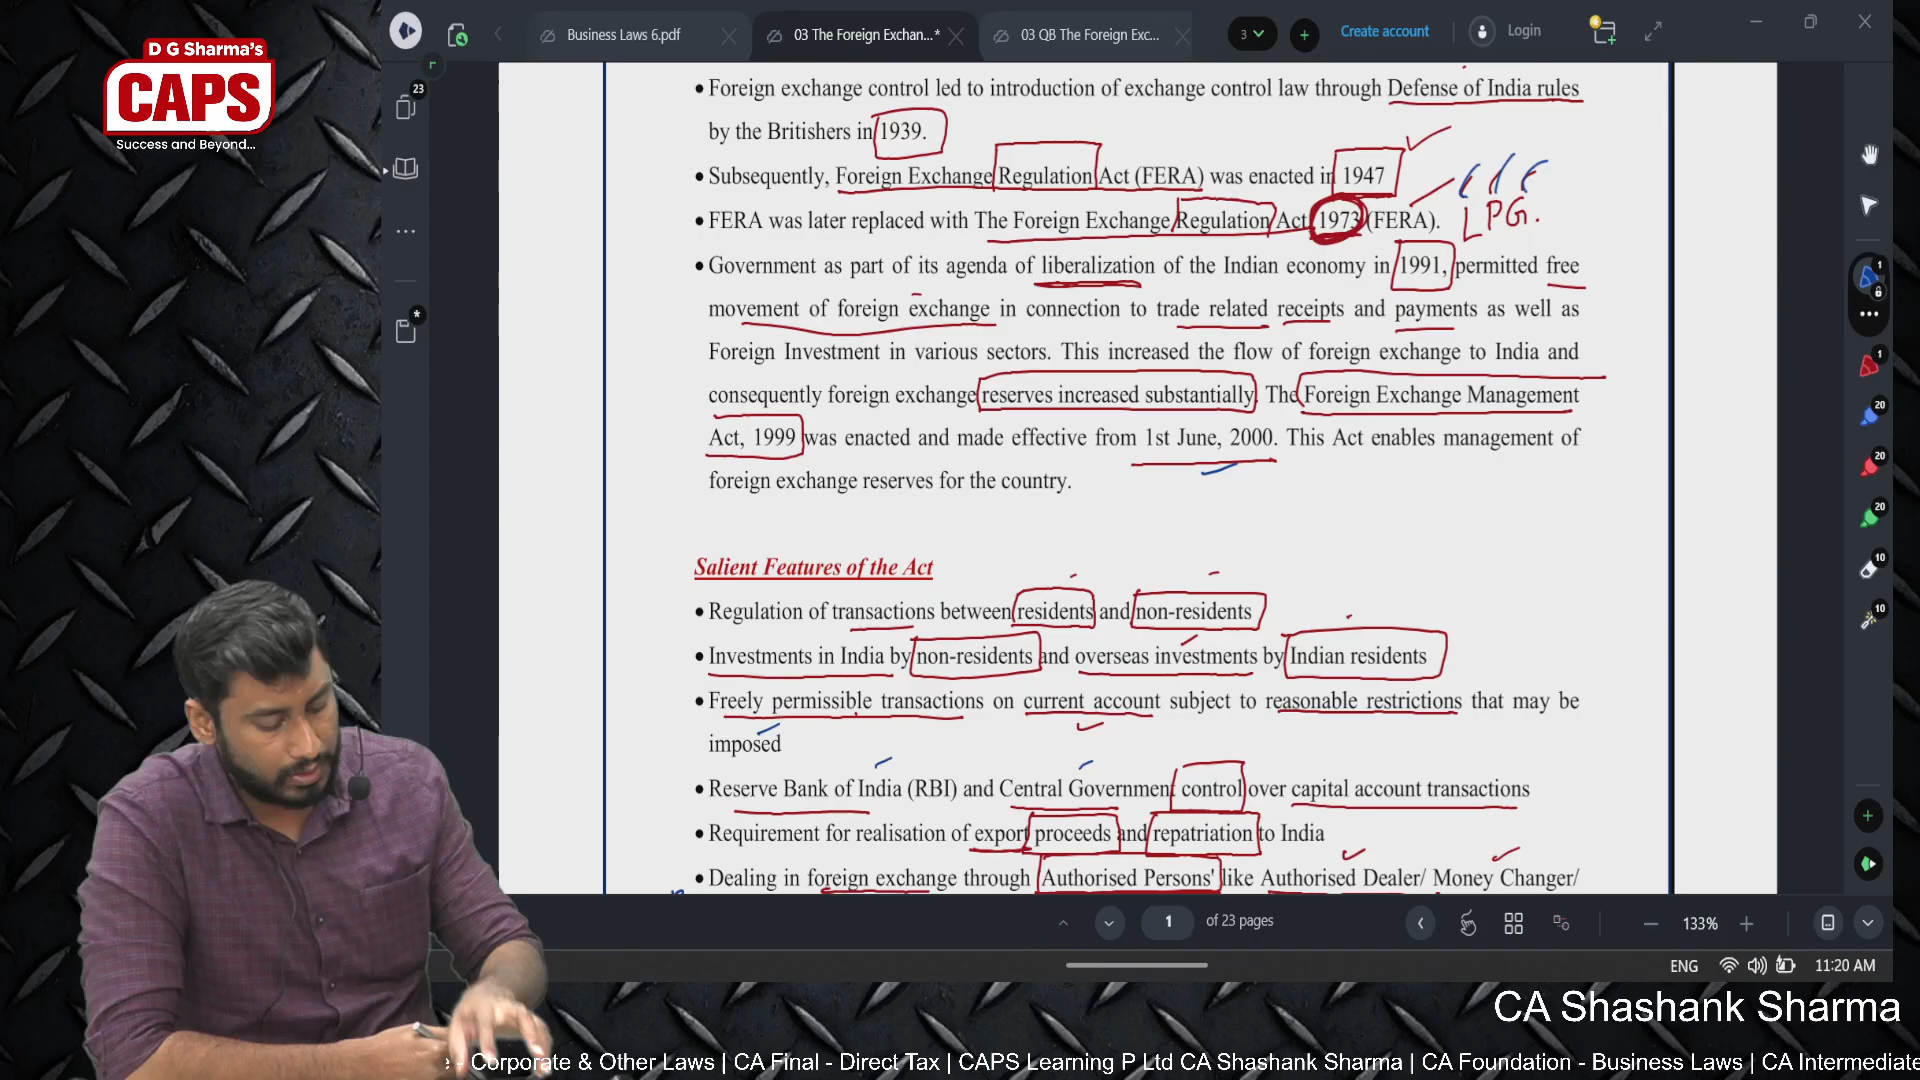 D G Sharma's
CAPS
Success and Beyond...
Business Laws 6.pdf
03 The Foreign Exchan...*
03 QB The Foreign Exc...
3
Create account
Login
23
Foreign exchange control led to introduction of exchange control law through Defense of India rules
by the Britishers in 1939.
Subsequently, Foreign Exchange Regulation Act (FERA) was enacted in 1947
FERA was later replaced with The Foreign Exchange Regulation Act 1973 (FERA).
LPG.
Government as part of its agenda of liberalization of the Indian economy in 1991, permitted free
movement of foreign exchange in connection to trade related receipts and payments as well as
Foreign Investment in various sectors. This increased the flow of foreign exchange to India and
consequently foreign exchange reserves increased substantially. The Foreign Exchange Management
Act, 1999 was enacted and made effective from 1st June, 2000. This Act enables management of
foreign exchange reserves for the country.
Salient Features of the Act
Regulation of transactions between residents and non-residents
Investments in India by non-residents and overseas investments by Indian residents
Freely permissible transactions on current account subject to reasonable restrictions that may be
imposed
Reserve Bank of India (RBI) and Central Government control over capital account transactions
Requirement for realisation of export proceeds and repatriation to India
Dealing in foreign exchange through 'Authorised Persons' like Authorised Dealer/ Money Changer/
1
1
20
20
20
10
10
1 of 23 pages
133%
ENG
11:20 AM
CA Shashank Sharma
- Corporate & Other Laws | CA Final - Direct Tax | CAPS Learning P Ltd CA Shashank Sharma | CA Foundation - Business Laws | CA Intermediate